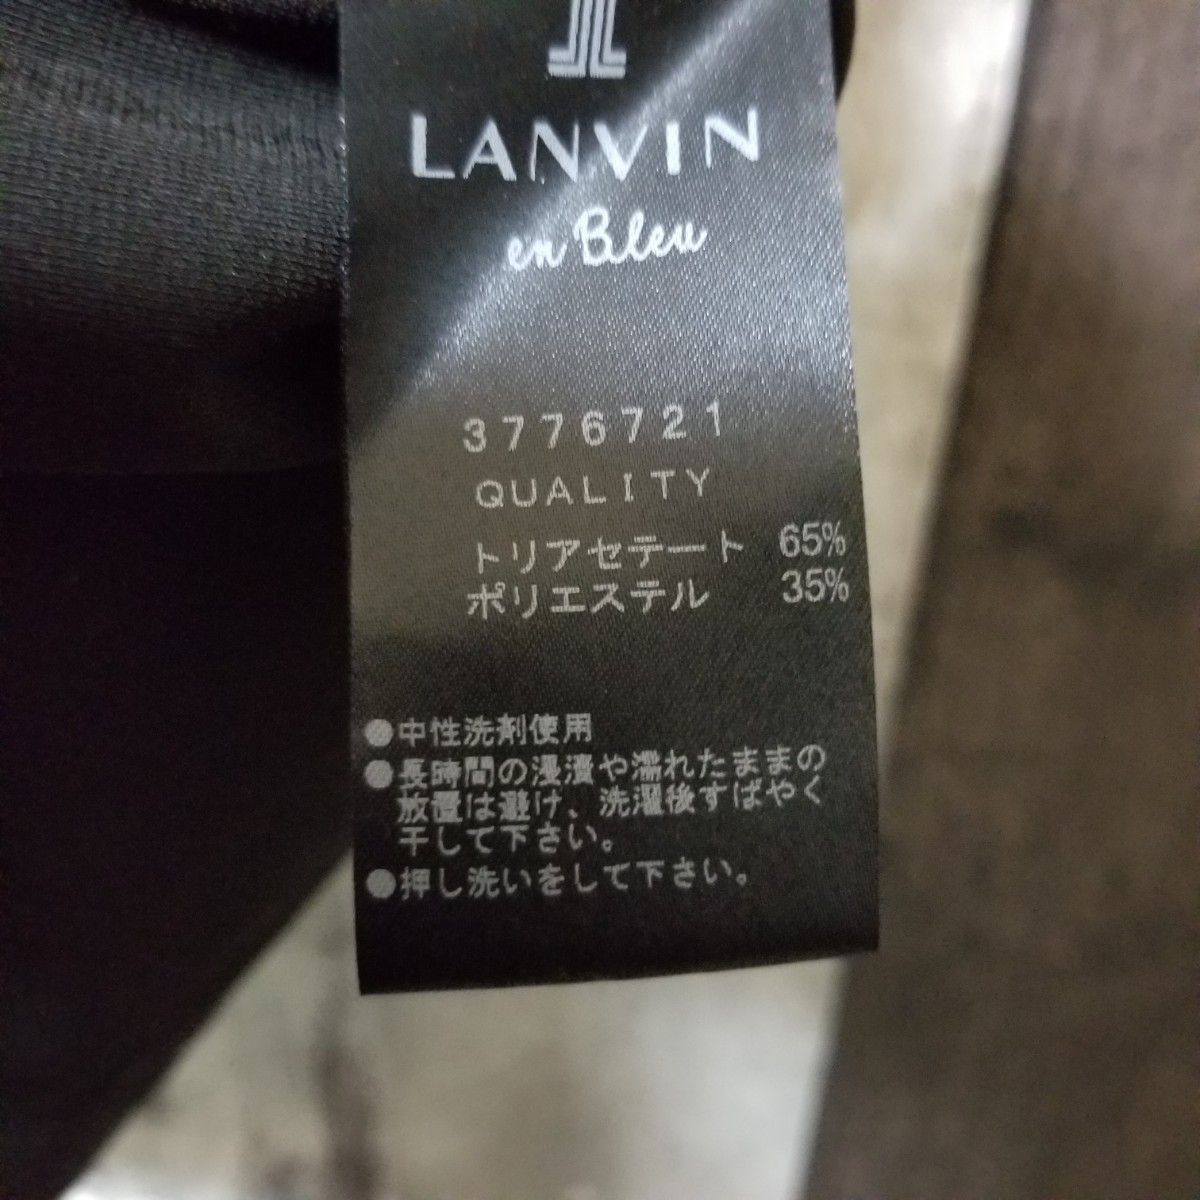 LANVIN
en Bleu
3776721
QUALITY
トリアセテート 65%
ポリエステル 35%
●中性洗剤使用
●長時間の浸漬や濡れたままの
放置は避け、洗濯後すばやく
干して下さい。
●押し洗いをして下さい。